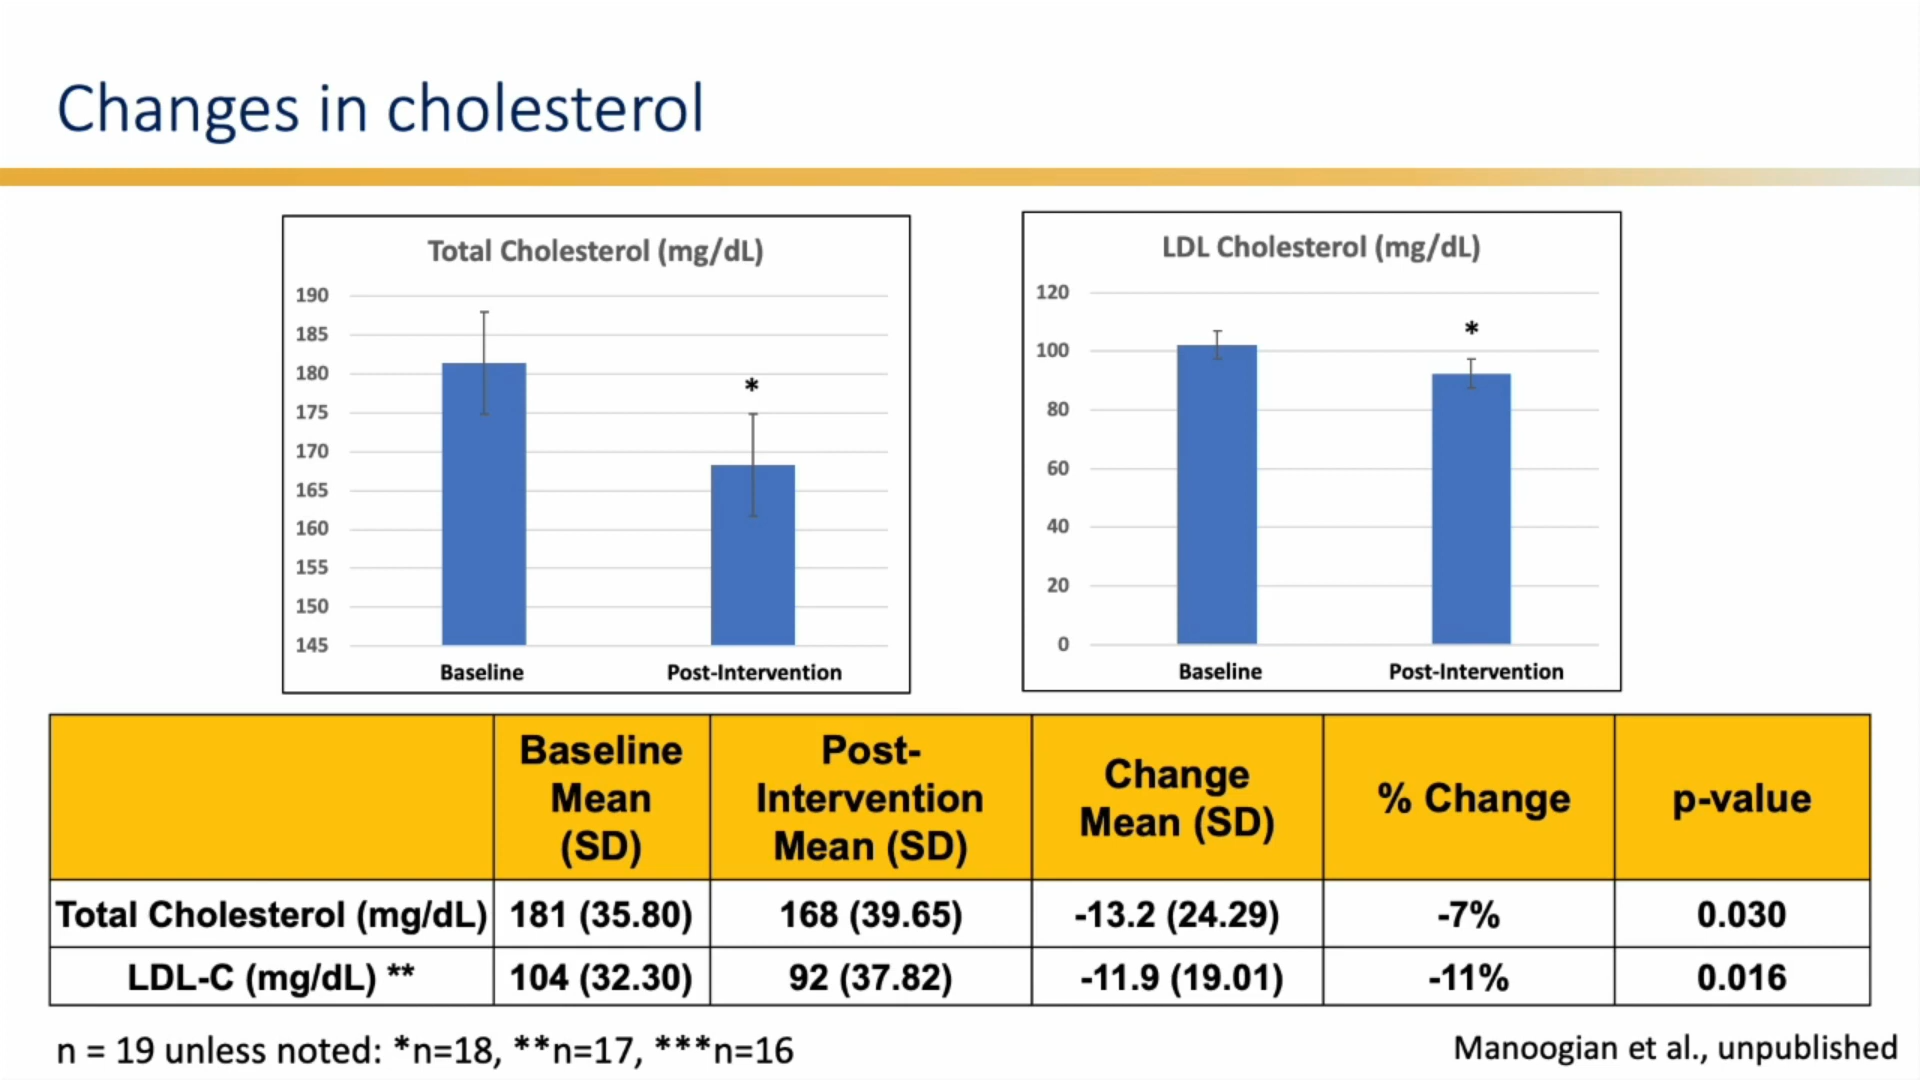 Changes in cholesterol
Total Cholesterol (mg/dL)
190
185
180
175
170
165
160
155
150
145
*
Baseline
Post-Intervention
LDL Cholesterol (mg/dL)
120
100
80
60
40
20
0
*
Baseline
Post-Intervention
Baseline
Mean
(SD)
Post-
Intervention
Mean (SD)
Change
Mean (SD)
% Change
p-value
Total Cholesterol (mg/dL) 181 (35.80) 168 (39.65) -13.2 (24.29) -7% 0.030
LDL-C (mg/dL) ** 104 (32.30) 92 (37.82) -11.9 (19.01) -11% 0.016
n = 19 unless noted: *n=18, **n=17, ***n=16
Manoogian et al., unpublished